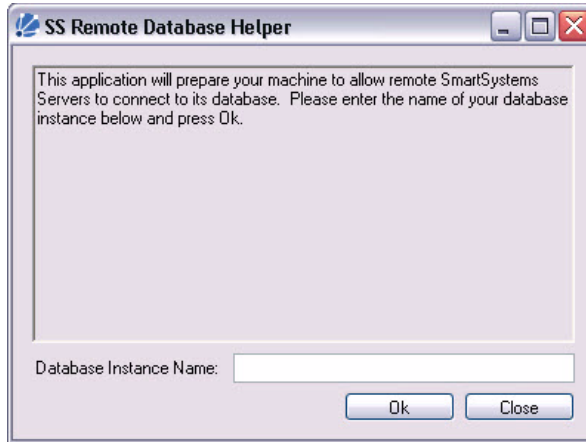 SS Remote Database Helper
This application will prepare your machine to allow remote SmartSystems
Servers to connect to its database.  Please enter the name of your database
instance below and press Ok.
Database Instance Name:
Ok Close